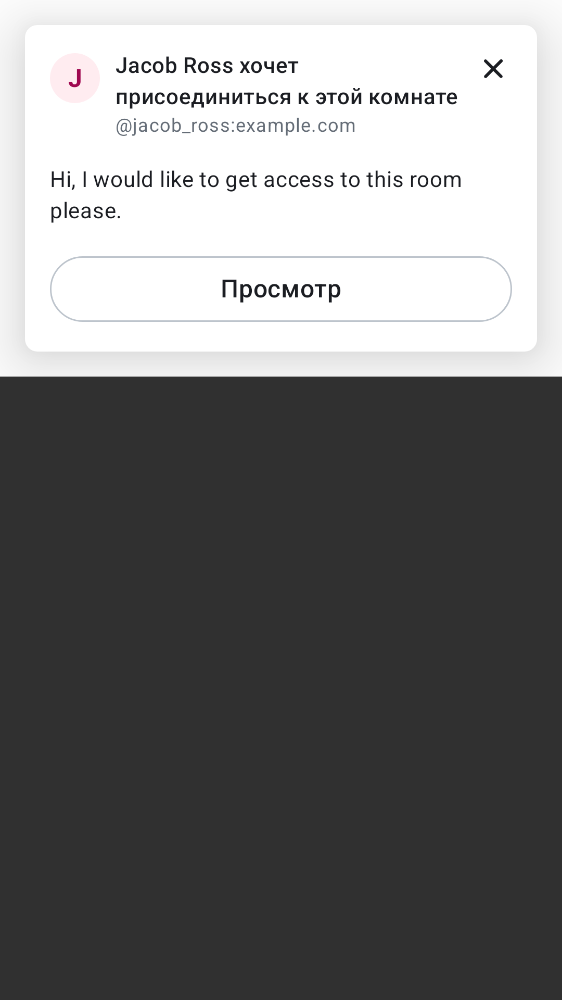 J
Jacob Ross хочет
присоединиться к этой комнате
@jacob_ross:example.com
Hi, I would like to get access to this room
please.
Просмотр